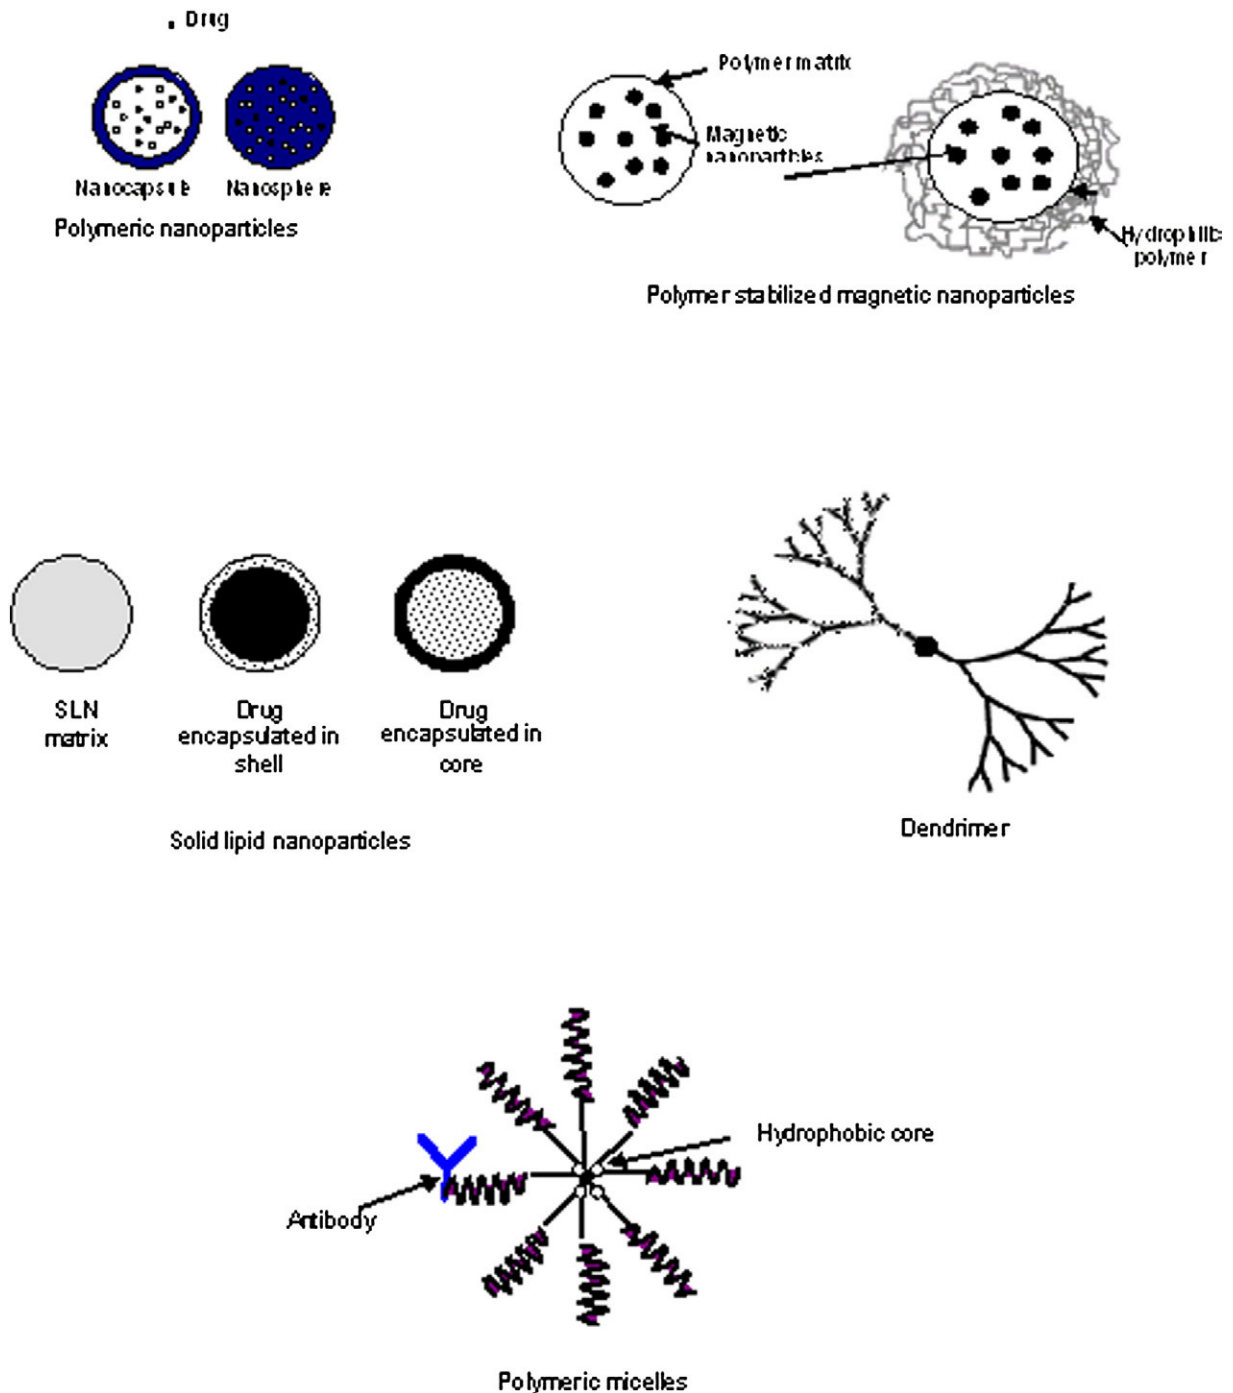 . Drug
Nanocapsule Nanosphere
Polymeric nanoparticles
Polymer matrix
Magnetic
nanoparticles
Hydrophilic
polymer
Polymer stabilized magnetic nanoparticles
SLN
matrix
Drug
encapsulated in
shell
Drug
encapsulated in
core
Solid lipid nanoparticles
Dendrimer
Hydrophobic core
Antibody
Polymeric micelles